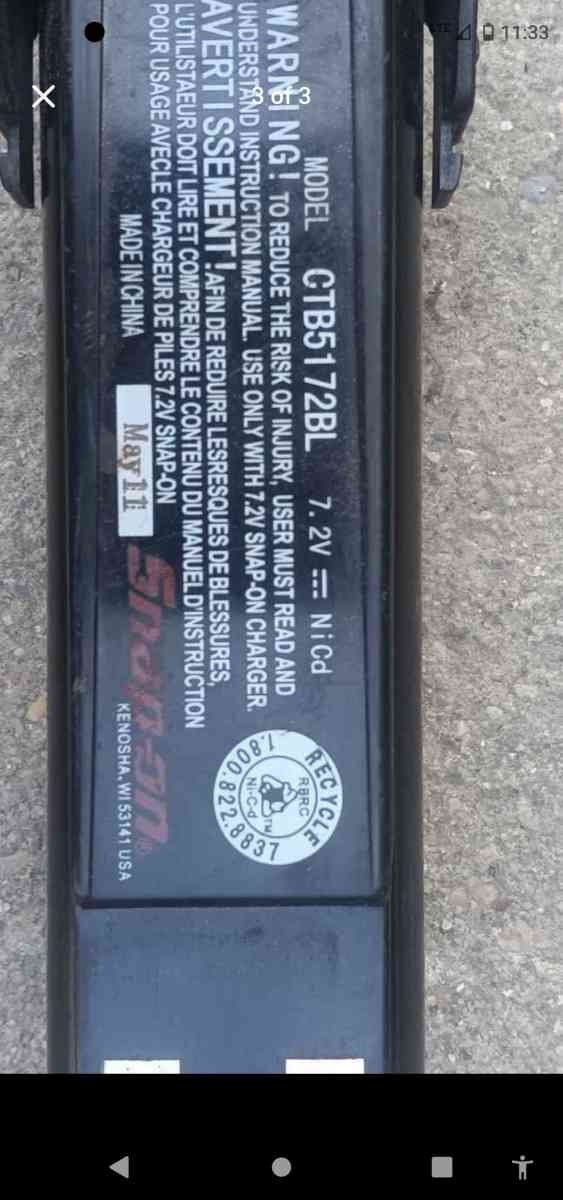 LTE 11:33
3 of 3
MODEL CTB5172BL 7.2V NiCd
WARNING! TO REDUCE THE RISK OF INJURY, USER MUST READ AND
UNDERSTAND INSTRUCTION MANUAL. USE ONLY WITH 7.2V SNAP-ON CHARGER.
AVERTISSEMENT! AFIN DE REDUIRE LESRESQUES DE BLESSURES,
L'UTILISTAEUR DOIT LIRE ET COMPRENDRE LE CONTENU DU MANUEL D'INSTRUCTION
POUR USAGE AVECLE CHARGEUR DE PILES 7.2V SNAP-ON
MADE IN CHINA
May11
Snap-on®
KENOSHA, WI 53141 USA
RECYCLE
RBRC
Ni-C-d
TM
1.800.822.8837